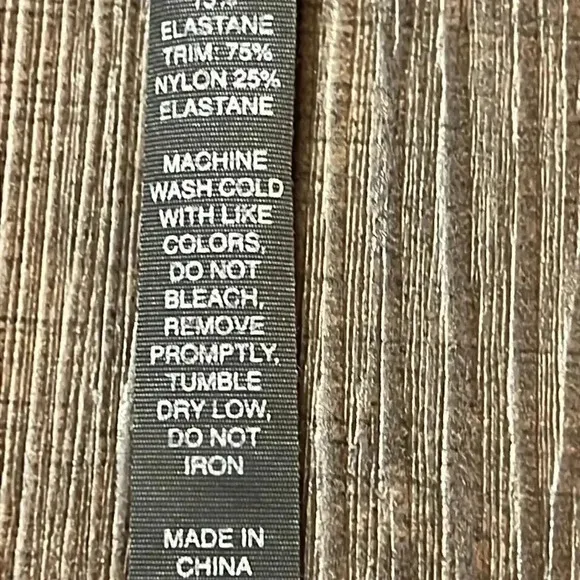 ELASTANE
TRIM: 75%
NYLON 25%
ELASTANE
MACHINE
WASH COLD
WITH LIKE
COLORS,
DO NOT
BLEACH,
REMOVE
PROMPTLY,
TUMBLE
DRY LOW,
DO NOT
IRON
MADE IN
CHINA